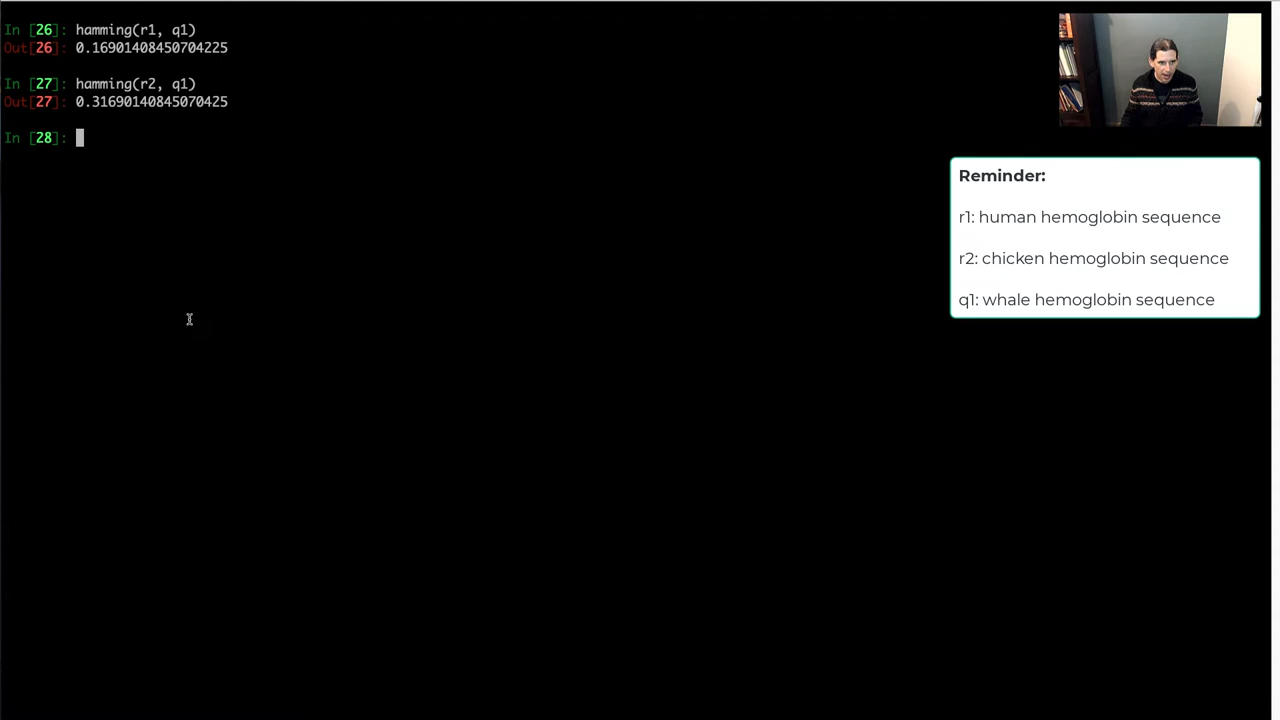 In [26]: hamming(r1, q1)
Out[26]: 0.16901408450704225
In [27]: hamming(r2, q1)
Out[27]: 0.31690140845070425
In [28]:
Reminder:
r1: human hemoglobin sequence
r2: chicken hemoglobin sequence
q1: whale hemoglobin sequence